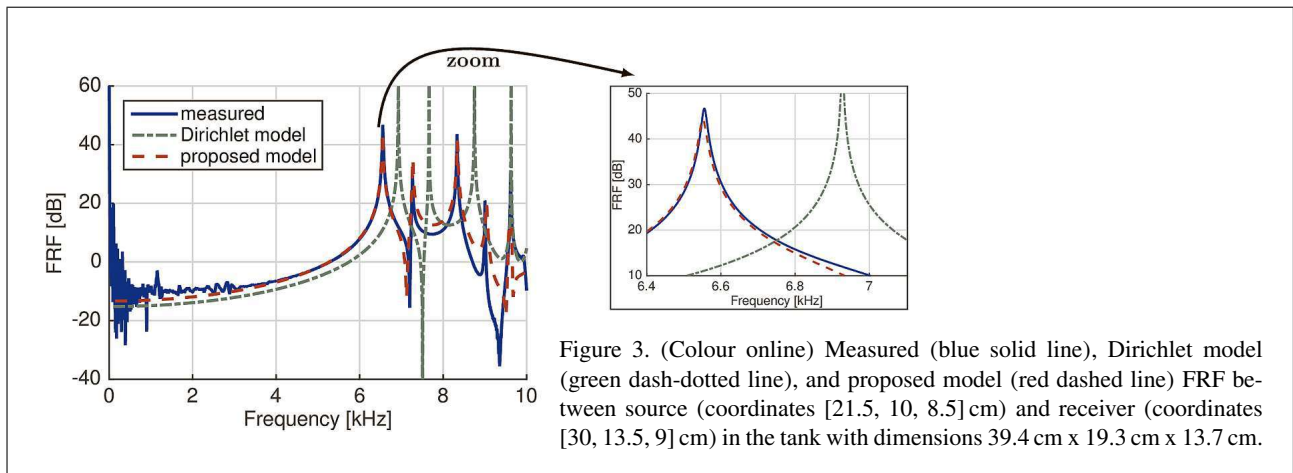 zoom
60
40
20
0
-20
-40
FRF [dB]
measured
Dirichlet model
proposed model
0 2 4 6 8 10
Frequency [kHz]
50
40
30
20
10
FRF [dB]
6.4 6.6 6.8 7
Frequency [kHz]
Figure 3. (Colour online) Measured (blue solid line), Dirichlet model
(green dash-dotted line), and proposed model (red dashed line) FRF be-
tween source (coordinates [21.5, 10, 8.5] cm) and receiver (coordinates
[30, 13.5, 9] cm) in the tank with dimensions 39.4 cm x 19.3 cm x 13.7 cm.